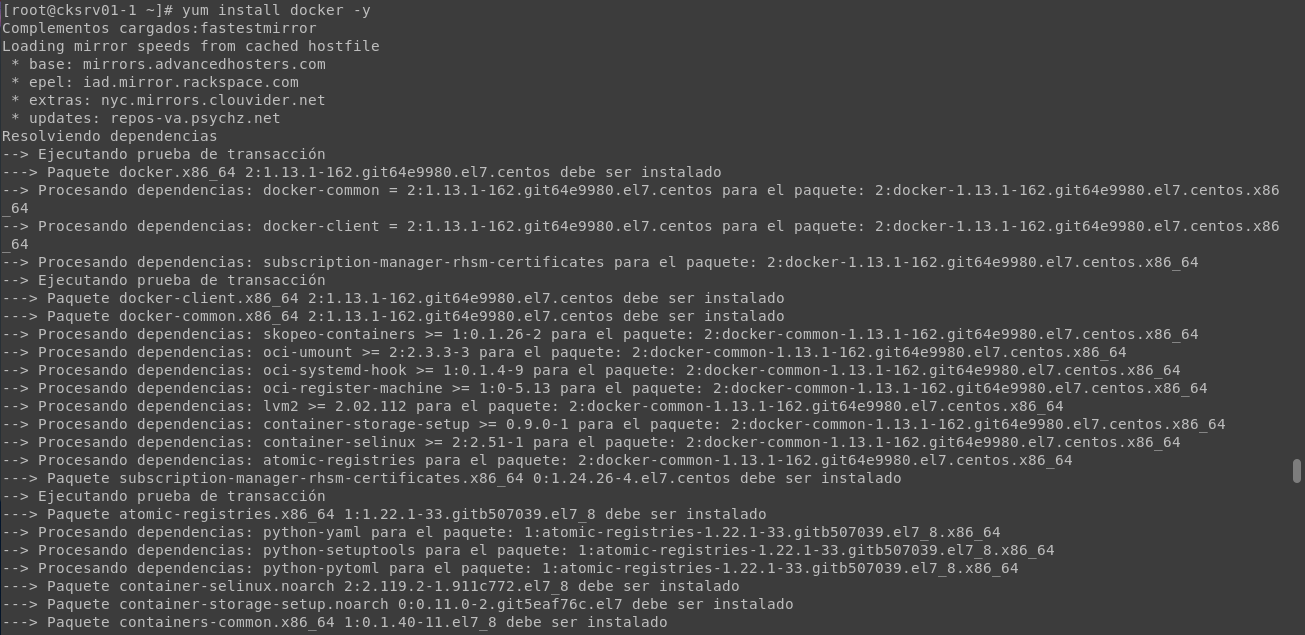 [root@cksrv01-1 ~]# yum install docker -y
Complementos cargados:fastestmirror
Loading mirror speeds from cached hostfile
 * base: mirrors.advancedhosters.com
 * epel: iad.mirror.rackspace.com
 * extras: nyc.mirrors.clouvider.net
 * updates: repos-va.psychz.net
Resolviendo dependencias
--> Ejecutando prueba de transacción
---> Paquete docker.x86_64 2:1.13.1-162.git64e9980.el7.centos debe ser instalado
--> Procesando dependencias: docker-common = 2:1.13.1-162.git64e9980.el7.centos para el paquete: 2:docker-1.13.1-162.git64e9980.el7.centos.x86
_64
--> Procesando dependencias: docker-client = 2:1.13.1-162.git64e9980.el7.centos para el paquete: 2:docker-1.13.1-162.git64e9980.el7.centos.x86
_64
--> Procesando dependencias: subscription-manager-rhsm-certificates para el paquete: 2:docker-1.13.1-162.git64e9980.el7.centos.x86_64
--> Ejecutando prueba de transacción
---> Paquete docker-client.x86_64 2:1.13.1-162.git64e9980.el7.centos debe ser instalado
---> Paquete docker-common.x86_64 2:1.13.1-162.git64e9980.el7.centos debe ser instalado
--> Procesando dependencias: skopeo-containers >= 1:0.1.26-2 para el paquete: 2:docker-common-1.13.1-162.git64e9980.el7.centos.x86_64
--> Procesando dependencias: oci-umount >= 2:2.3.3-3 para el paquete: 2:docker-common-1.13.1-162.git64e9980.el7.centos.x86_64
--> Procesando dependencias: oci-systemd-hook >= 1:0.1.4-9 para el paquete: 2:docker-common-1.13.1-162.git64e9980.el7.centos.x86_64
--> Procesando dependencias: oci-register-machine >= 1:0-5.13 para el paquete: 2:docker-common-1.13.1-162.git64e9980.el7.centos.x86_64
--> Procesando dependencias: lvm2 >= 2.02.112 para el paquete: 2:docker-common-1.13.1-162.git64e9980.el7.centos.x86_64
--> Procesando dependencias: container-storage-setup >= 0.9.0-1 para el paquete: 2:docker-common-1.13.1-162.git64e9980.el7.centos.x86_64
--> Procesando dependencias: container-selinux >= 2:2.51-1 para el paquete: 2:docker-common-1.13.1-162.git64e9980.el7.centos.x86_64
--> Procesando dependencias: atomic-registries para el paquete: 2:docker-common-1.13.1-162.git64e9980.el7.centos.x86_64
---> Paquete subscription-manager-rhsm-certificates.x86_64 0:1.24.26-4.el7.centos debe ser instalado
--> Ejecutando prueba de transacción
---> Paquete atomic-registries.x86_64 1:1.22.1-33.gitb507039.el7_8 debe ser instalado
--> Procesando dependencias: python-yaml para el paquete: 1:atomic-registries-1.22.1-33.gitb507039.el7_8.x86_64
--> Procesando dependencias: python-setuptools para el paquete: 1:atomic-registries-1.22.1-33.gitb507039.el7_8.x86_64
--> Procesando dependencias: python-pytoml para el paquete: 1:atomic-registries-1.22.1-33.gitb507039.el7_8.x86_64
---> Paquete container-selinux.noarch 2:2.119.2-1.911c772.el7_8 debe ser instalado
---> Paquete container-storage-setup.noarch 0:0.11.0-2.git5eaf76c.el7 debe ser instalado
---> Paquete containers-common.x86_64 1:0.1.40-11.el7_8 debe ser instalado